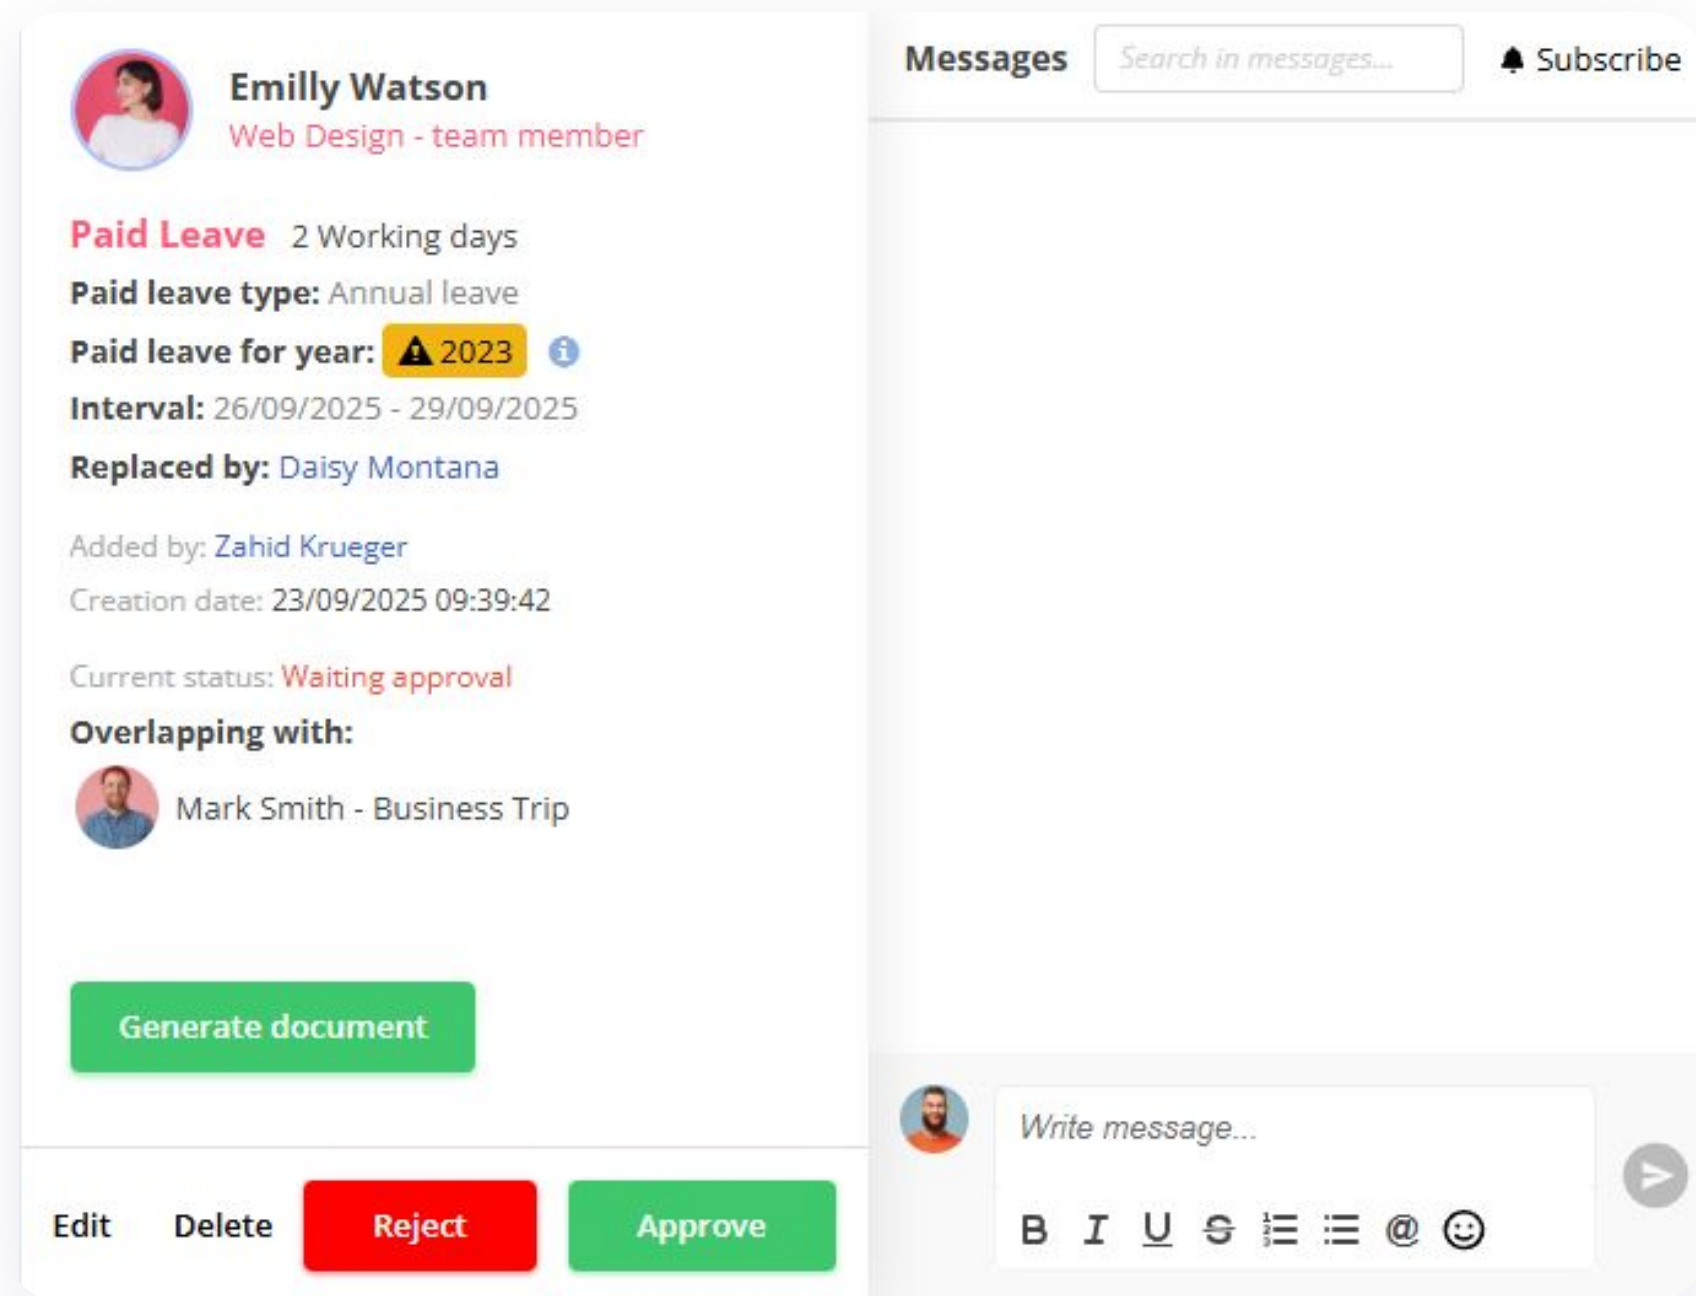 Emilly Watson
Web Design - team member
Paid Leave 2 Working days
Paid leave type: Annual leave
Paid leave for year: 2023
Interval: 26/09/2025 - 29/09/2025
Replaced by: Daisy Montana
Added by: Zahid Krueger
Creation date: 23/09/2025 09:39:42
Current status: Waiting approval
Overlapping with:
Mark Smith - Business Trip
Generate document
Edit Delete Reject Approve
Messages Search in messages... Subscribe
Write message...
B I U S @